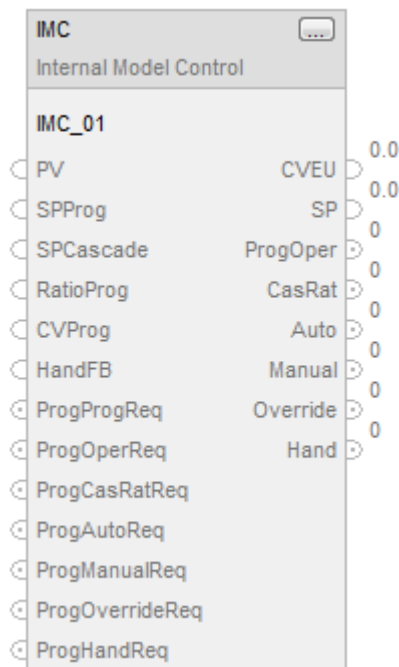 IMC ...
Internal Model Control
IMC_01
0.0
PV CVEU
0.0
SPProg SP
0
SPCascade ProgOper
0
RatioProg CasRat
0
CVProg Auto
0
HandFB Manual
0
ProgProgReq Override
0
ProgOperReq Hand
ProgCasRatReq
ProgAutoReq
ProgManualReq
ProgOverrideReq
ProgHandReq